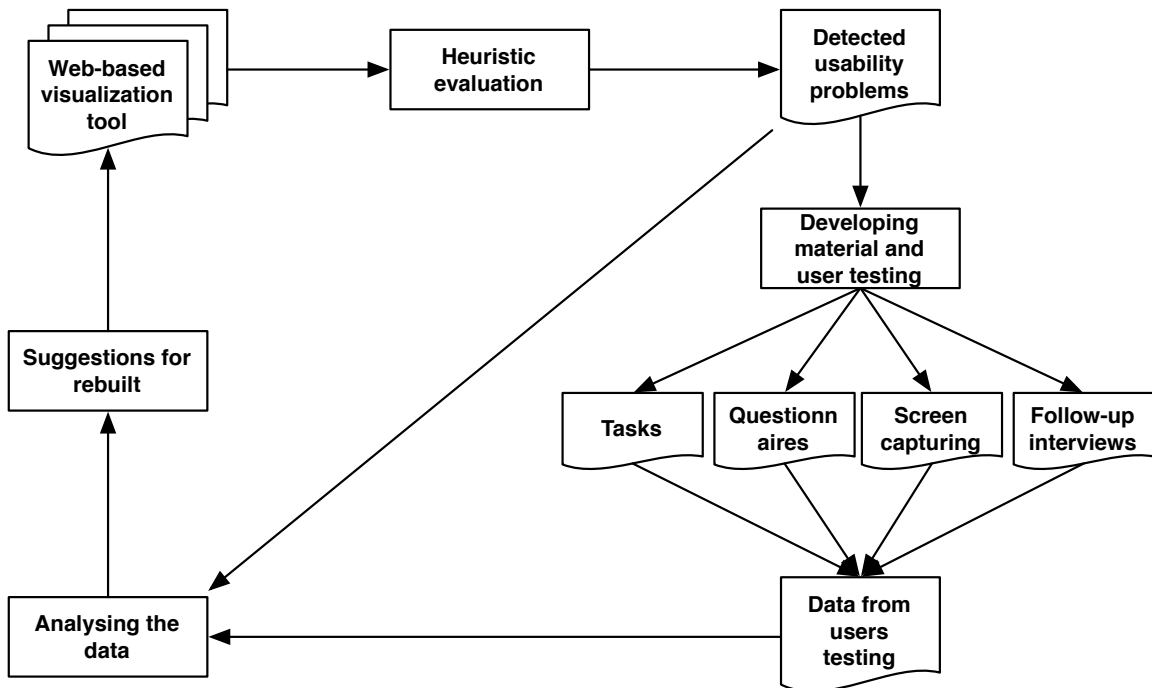 Web-based
visualization
tool
Heuristic
evaluation
Detected
usability
problems
Developing
material and
user testing
Suggestions for
rebuilt
Tasks
Questionn
aires
Screen
capturing
Follow-up
interviews
Analysing the
data
Data from
users
testing